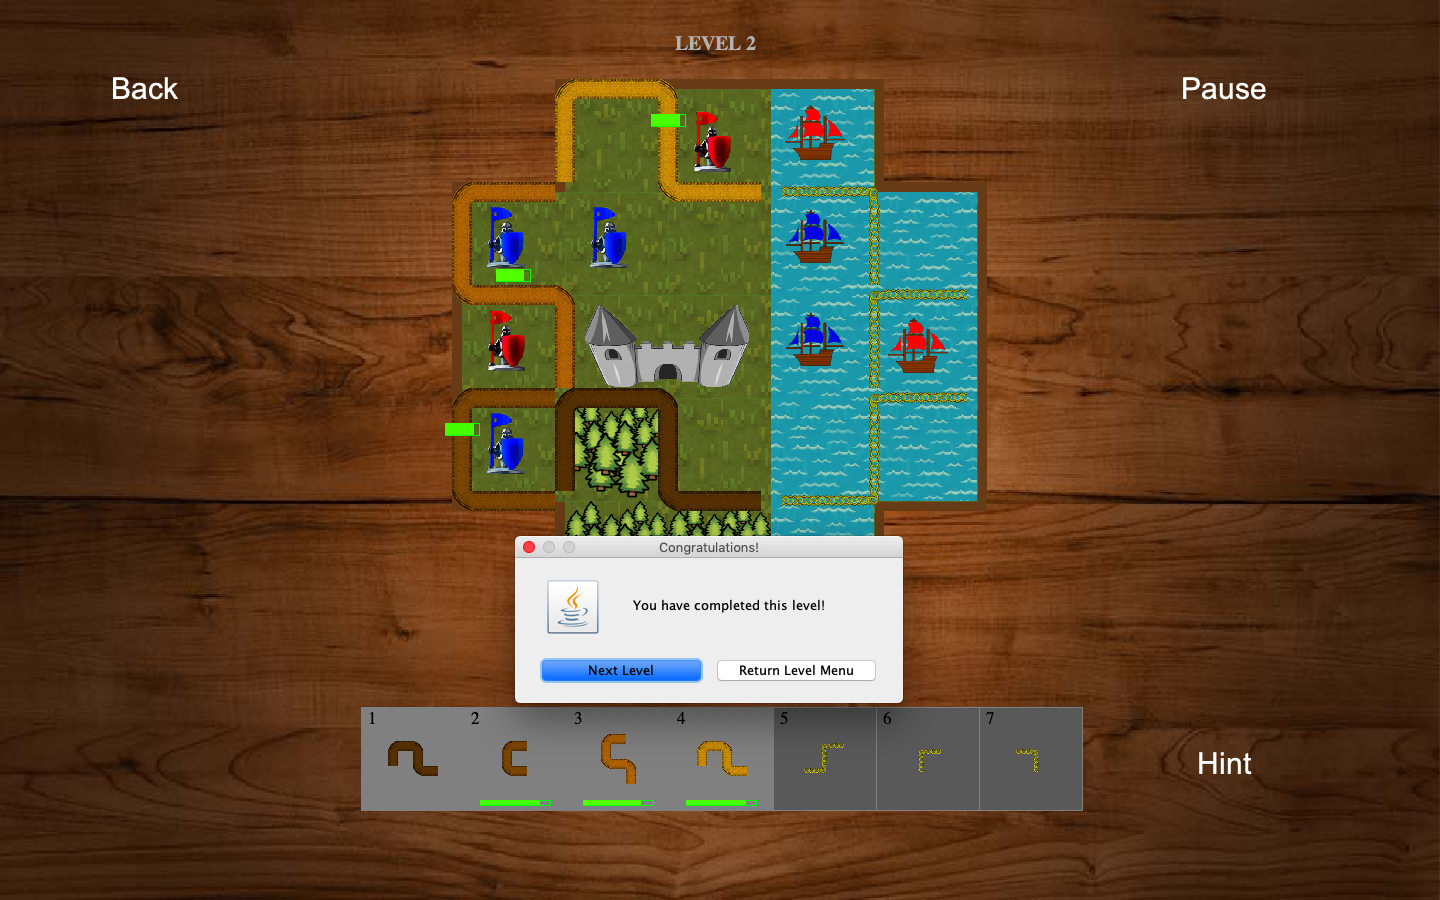 LEVEL 2
Back
Pause
Congratulations!
You have completed this level!
Next Level
Return Level Menu
1
2
3
4
5
6
7
Hint